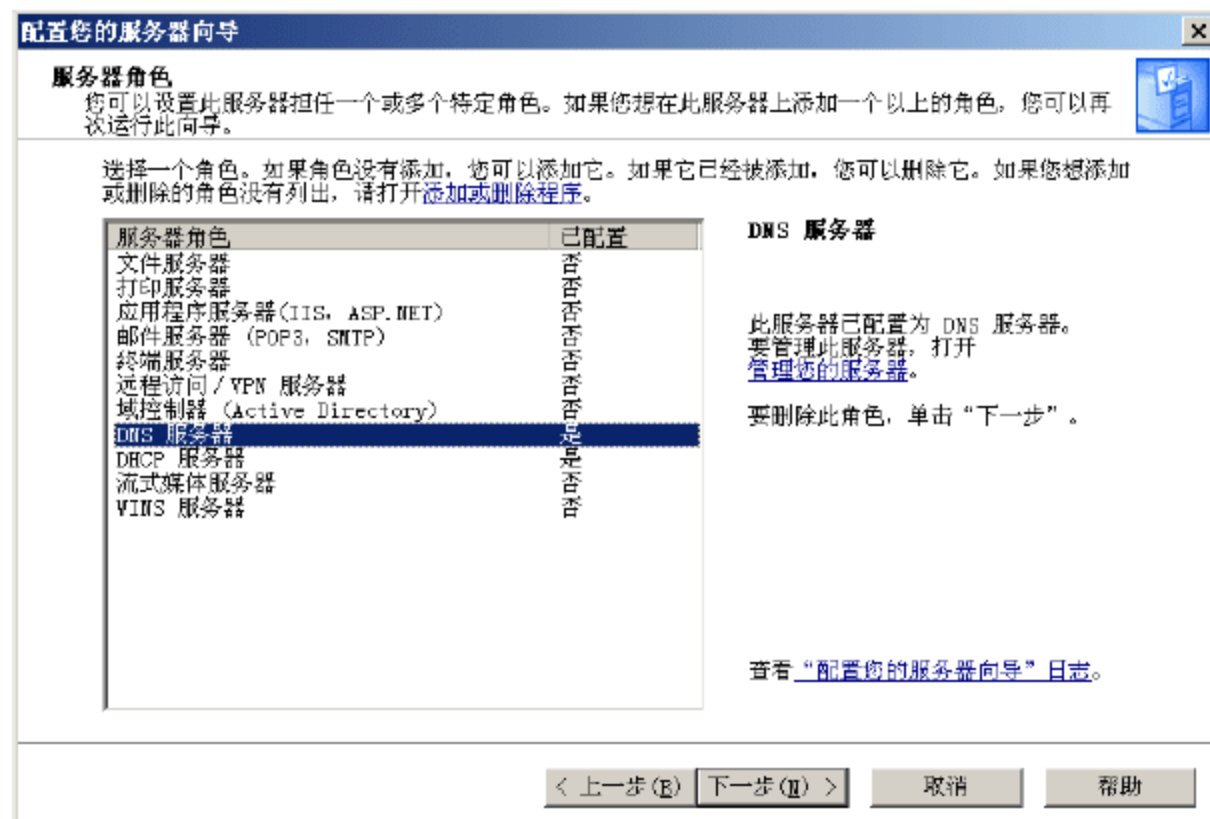 配置您的服务器向导
服务器角色
您可以设置此服务器担任一个或多个特定角色。如果您想在此服务器上添加一个以上的角色，您可以再
次运行此向导。
选择一个角色。如果角色没有添加，您可以添加它。如果它已经被添加，您可以删除它。如果您想添加
或删除的角色没有列出，请打开添加或删除程序。
服务器角色 已配置
文件服务器 否
打印服务器 否
应用程序服务器(IIS，ASP.NET) 否
邮件服务器 (POP3，SMTP) 否
终端服务器 否
远程访问/VPN 服务器 否
域控制器 (Active Directory) 否
DNS 服务器 是
DHCP 服务器 是
流式媒体服务器 否
WINS 服务器 否
DNS 服务器
此服务器已配置为 DNS 服务器。
要管理此服务器，打开
管理您的服务器。
要删除此角色，单击“下一步”。
查看“配置您的服务器向导”日志。
< 上一步(B) 下一步(N) > 取消 帮助